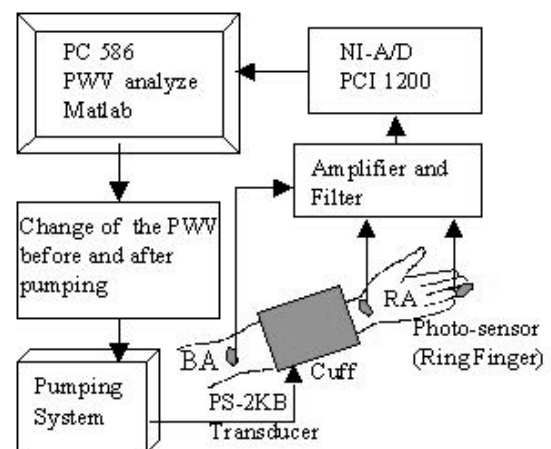 PC 586
PWV analyze
Matlab
NI-A/D
PCI 1200
Amplifier and
Filter
Change of the PWV
before and after
pumping
RA
Photo-sensor
(Ring Finger)
BA
Cuff
Pumping
System
PS-2KB
Transducer